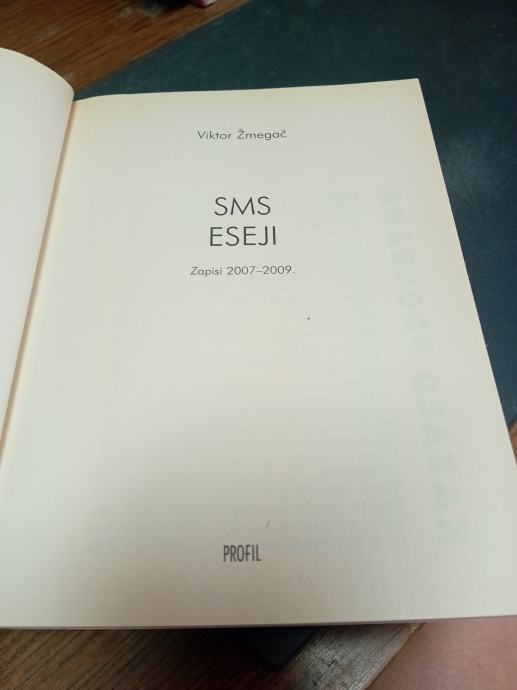 Viktor Žmegač
SMS
ESEJI
Zapisi 2007–2009.
PROFIL